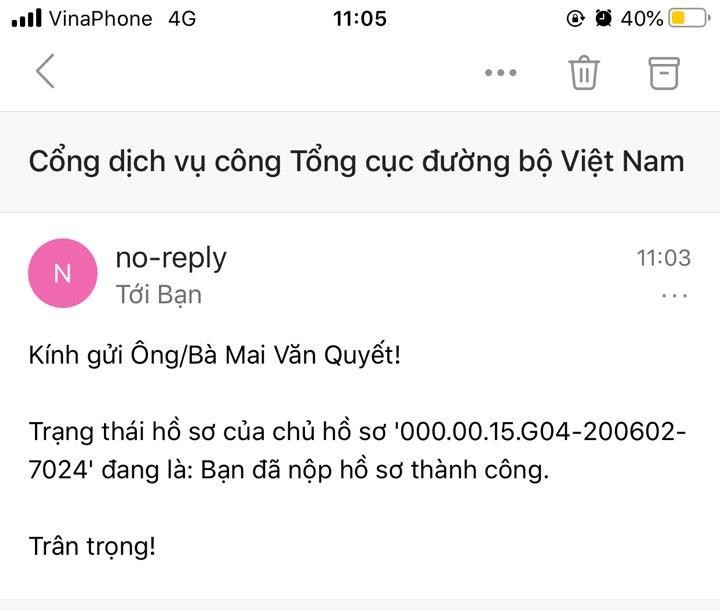 VinaPhone 4G 11:05 40%
Cổng dịch vụ công Tổng cục đường bộ Việt Nam
N
no-reply 11:03
Tới Bạn
Kính gửi Ông/Bà Mai Văn Quyết!
Trạng thái hồ sơ của chủ hồ sơ '000.00.15.G04-200602-
7024' đang là: Bạn đã nộp hồ sơ thành công.
Trân trọng!